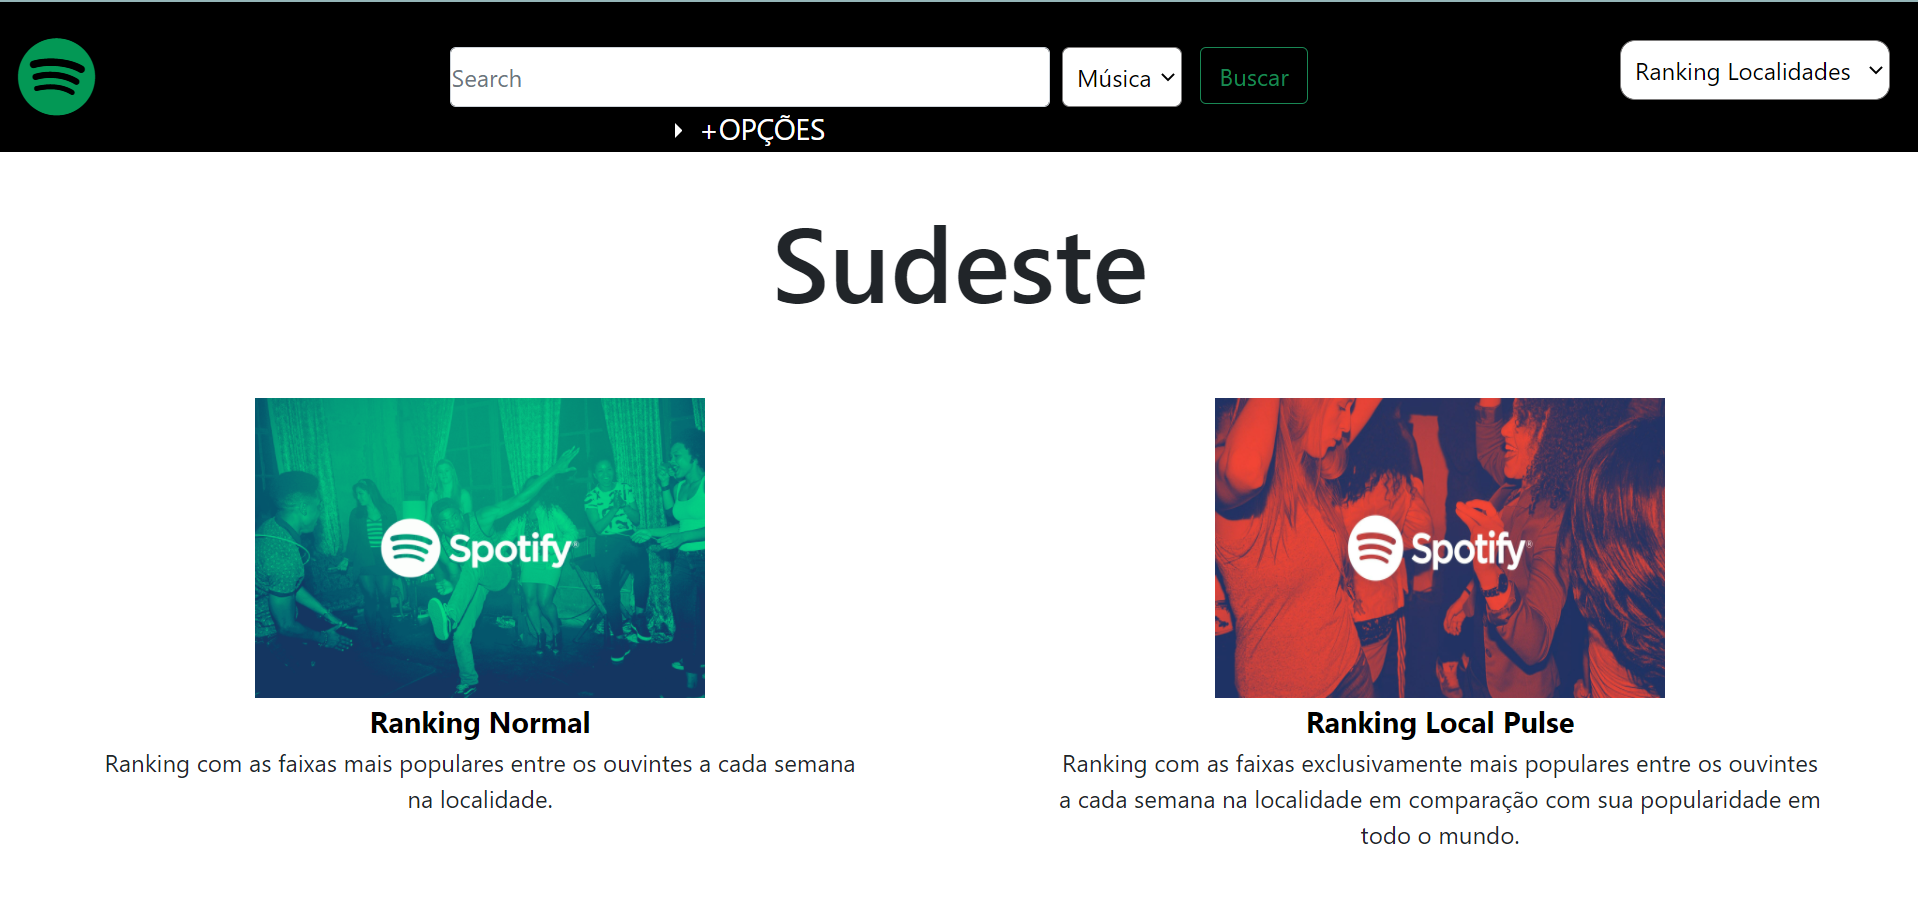 Search
Música
Buscar
Ranking Localidades
+OPÇÕES
Sudeste
Spotify®
Spotify®
Ranking Normal
Ranking com as faixas mais populares entre os ouvintes a cada semana
na localidade.
Ranking Local Pulse
Ranking com as faixas exclusivamente mais populares entre os ouvintes
a cada semana na localidade em comparação com sua popularidade em
todo o mundo.